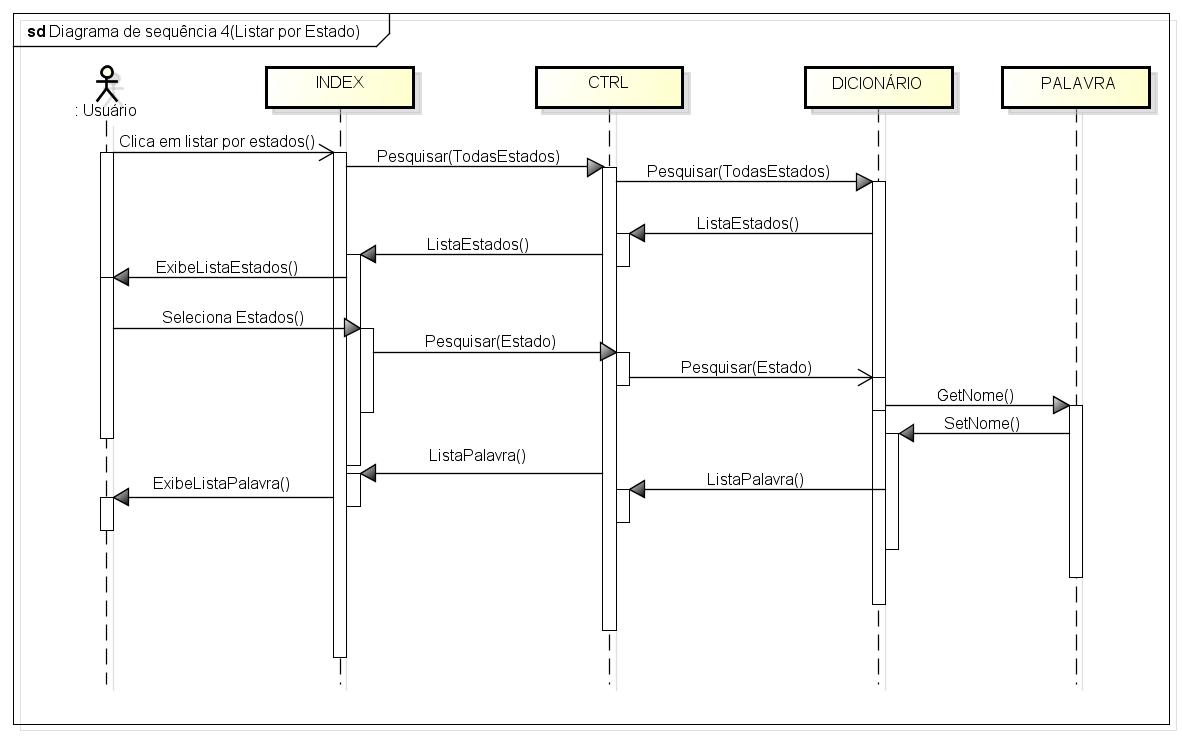 sd Diagrama de sequência 4(Listar por Estado)
: Usuário
INDEX
CTRL
DICIONÁRIO
PALAVRA
Clica em listar por estados()
Pesquisar(TodasEstados)
Pesquisar(TodasEstados)
ListaEstados()
ListaEstados()
ExibeListaEstados()
Seleciona Estados()
Pesquisar(Estado)
Pesquisar(Estado)
GetNome()
SetNome()
ListaPalavra()
ListaPalavra()
ExibeListaPalavra()